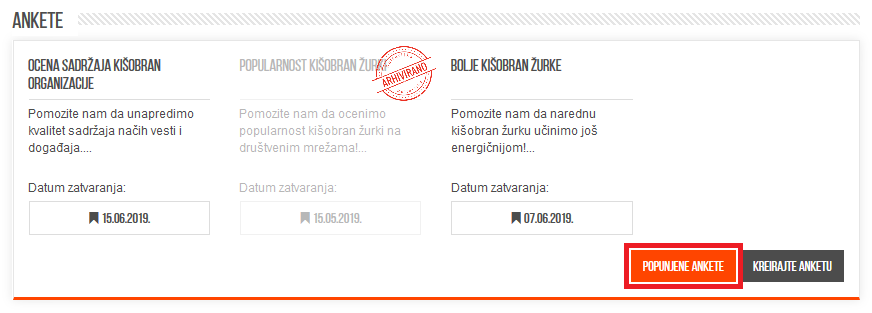 ANKETE
OCENA SADRŽAJA KIŠOBRAN
ORGANIZACIJE
Pomozite nam da unapredimo
kvalitet sadržaja načih vesti i
događaja....
Datum zatvaranja:
15.06.2019.
POPULARNOST KIŠOBRAN ŽURKI
ARHIVIRANO
Pomozite nam da ocenimo
popularnost kišobran žurki na
društvenim mrežama!...
Datum zatvaranja:
15.05.2019.
BOLJE KIŠOBRAN ŽURKE
Pomozite nam da narednu
kišobran žurku učinimo još
energičnijom!...
Datum zatvaranja:
07.06.2019.
POPUNJENE ANKETE
KREIRAJTE ANKETU